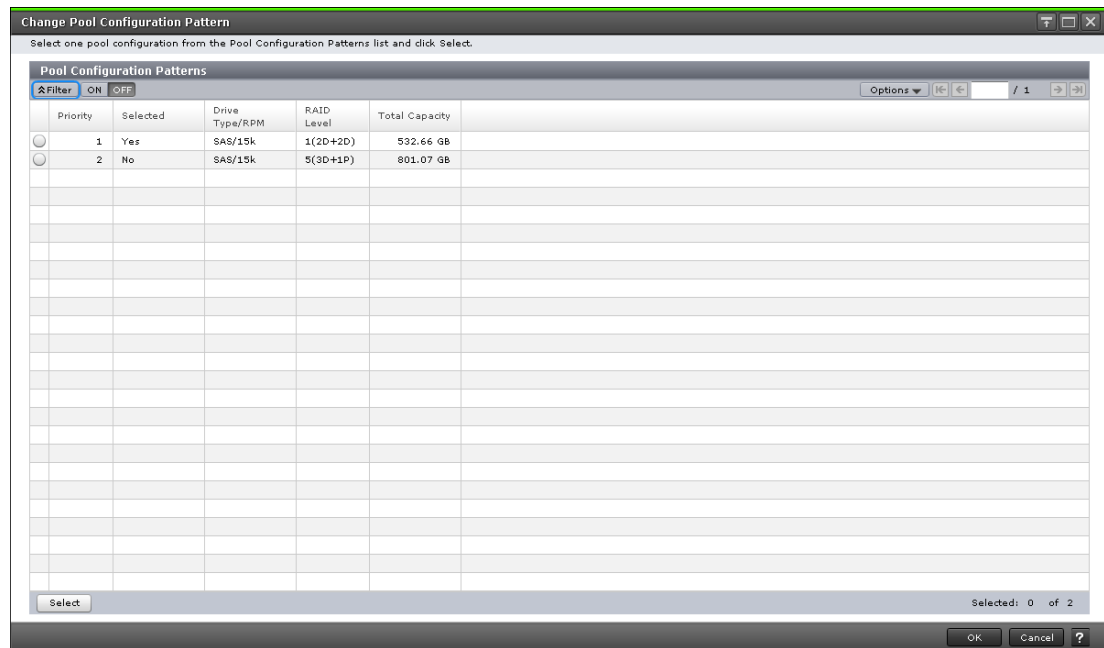 Change Pool Configuration Pattern
Select one pool configuration from the Pool Configuration Patterns list and click Select.
Pool Configuration Patterns
Filter ON OFF Options / 1
Priority Selected Drive Type/RPM RAID Level Total Capacity
1 Yes SAS/15k 1(2D+2D) 532.66 GB
2 No SAS/15k 5(3D+1P) 801.07 GB
Select Selected: 0 of 2
OK Cancel ?